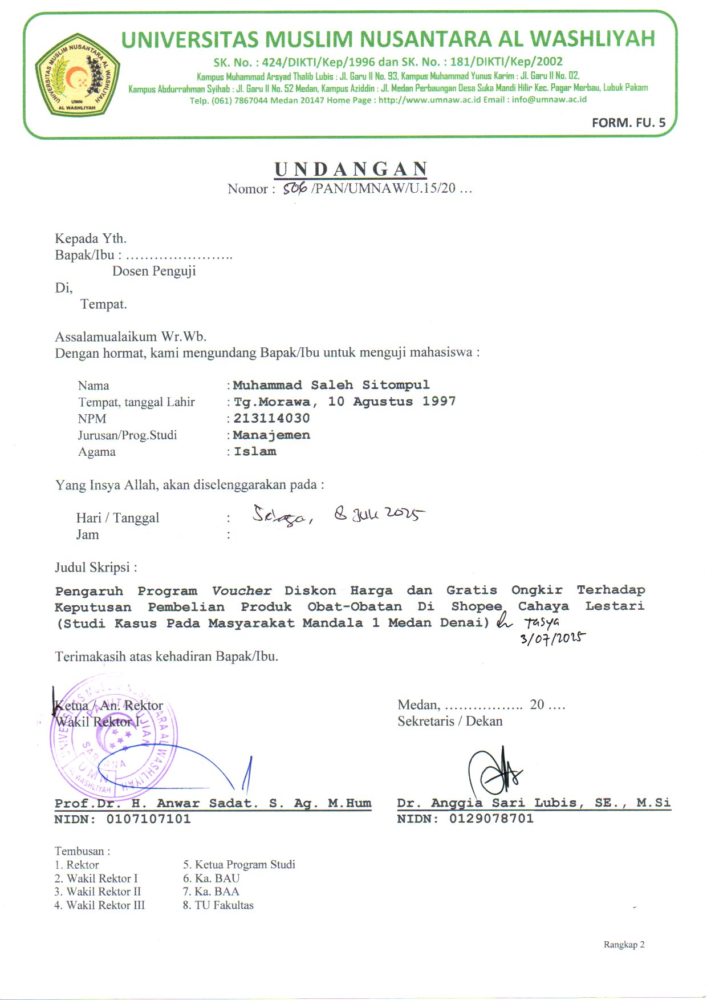 UNIVERSITAS MUSLIM NUSANTARA AL WASHLIYAH
SK. No. : 424/DIKTI/Kep/1996 dan SK. No. : 181/DIKTI/Kep/2002
Kampus Muhammad Arsyad Thalib Lubis : Jl. Garu II No. 93, Kampus Muhammad Yunus Karim : Jl. Garu II No. 02,
Kampus Abdurrahman Syihab : Jl. Garu II No. 52 Medan, Kampus Aziddin : Jl. Medan Perbaungan Desa Suka Mandi Hilir Kec. Pagar Merbau, Lubuk Pakam
Telp. (061) 7867044 Medan 20147 Home Page : http://www.umnaw.ac.id Email : info@umnaw.ac.id
UNIVERSITAS MUSLIM NUSANTARA AL WASHLIYAH
UMN
AL WASHLIYAH
FORM. FU. 5
UNDANGAN
Nomor : 506 /PAN/UMNAW/U.15/20 ...
Kepada Yth.
Bapak/Ibu : .......................
Dosen Penguji
Di,
Tempat.
Assalamualaikum Wr.Wb.
Dengan hormat, kami mengundang Bapak/Ibu untuk menguji mahasiswa :
Nama : Muhammad Saleh Sitompul
Tempat, tanggal Lahir : Tg.Morawa, 10 Agustus 1997
NPM : 213114030
Jurusan/Prog.Studi : Manajemen
Agama : Islam
Yang Insya Allah, akan diselenggarakan pada :
Hari / Tanggal : Selasa, 8 Juli 2025
Jam :
Judul Skripsi :
Pengaruh Program Voucher Diskon Harga dan Gratis Ongkir Terhadap
Keputusan Pembelian Produk Obat-Obatan Di Shopee Cahaya Lestari
(Studi Kasus Pada Masyarakat Mandala 1 Medan Denai) Tasya
3/07/2025
Terimakasih atas kehadiran Bapak/Ibu.
Ketua / An. Rektor
Wakil Rektor I
UNIVERSITAS MUSLIM NUSANTARA AL WASHLIYAH
PANITIA UJIAN
SARJANA
UMN
AL WASHLIYAH
Prof.Dr. H. Anwar Sadat. S. Ag. M.Hum
NIDN: 0107107101
Medan, ................. 20 ....
Sekretaris / Dekan
Dr. Anggia Sari Lubis, SE., M.Si
NIDN: 0129078701
Tembusan :
1. Rektor
2. Wakil Rektor I
3. Wakil Rektor II
4. Wakil Rektor III
5. Ketua Program Studi
6. Ka. BAU
7. Ka. BAA
8. TU Fakultas
Rangkap 2